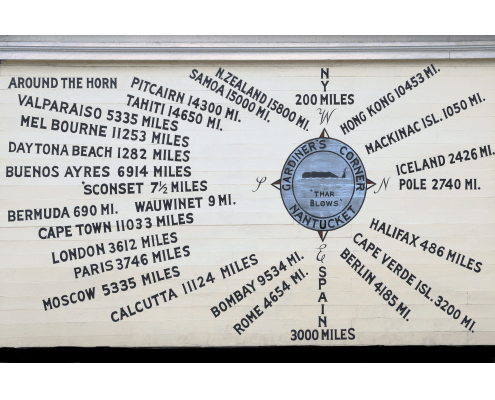 AROUND THE HORN
PITCAIRN 14300 MI.
SAMOA 15000 MI.
N.ZEALAND 15800 MI.
NY
200 MILES
HONG KONG 10453 MI.
VALPARAISO 5335 MILES
TAHITI 14650 MI.
MEL BOURNE 11253 MILES
MACKINAC ISL. 1050 MI.
DAYTONA BEACH 1282 MILES
ICELAND 2426 MI.
BUENOS AYRES 6914 MILES
POLE 2740 MI.
'SCONSET 7½ MILES
BERMUDA 690 MI.
WAUWINET 9 MI.
CAPE TOWN 11033 MILES
LONDON 3612 MILES
PARIS 3746 MILES
MOSCOW 5335 MILES
CALCUTTA 11124 MILES
BOMBAY 9534 MI.
ROME 4654 MI.
W
S
N
E
GARDINER'S CORNER
"THAR
BLOWS"
NANTUCKET
SPAIN
3000 MILES
HALIFAX 486 MILES
CAPE VERDE ISL. 3200 MI.
BERLIN 4185 MI.